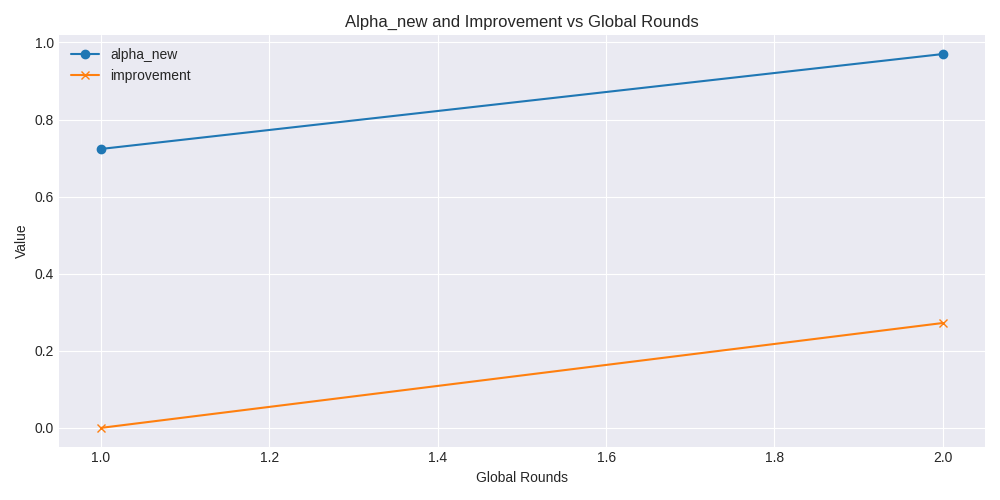 Alpha_new and Improvement vs Global Rounds
alpha_new
improvement
Value
1.0
0.8
0.6
0.4
0.2
0.0
1.0 1.2 1.4 1.6 1.8 2.0
Global Rounds